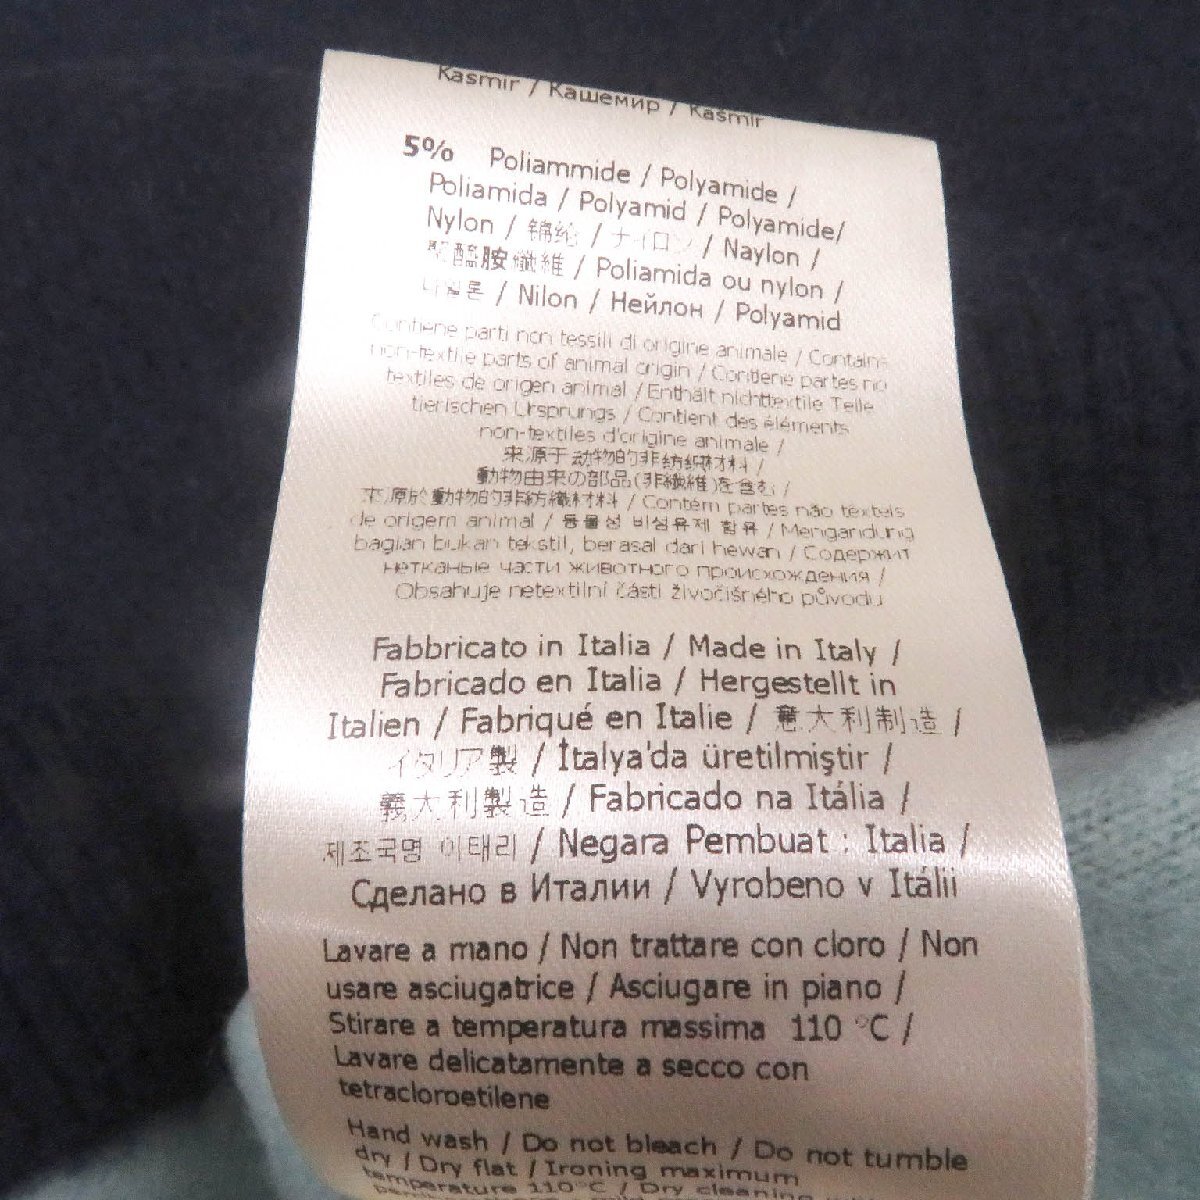 Kasmir / Кашемир / Kašmír
5% Poliammide / Polyamide /
Poliamida / Polyamid / Polyamide/
Nylon / 锦纶 / ナイロン / Naylon /
聚醯胺纖維 / Poliamida ou nylon /
나일론 / Nilon / Нейлон / Polyamid
Contiene parti non tessili di origine animale / Contains
non-textile parts of animal origin / Contiene partes no
textiles de origen animal / Enthält nichttextile Teile
tierischen Ursprungs / Contient des éléments
non-textiles d'origine animale /
来源于动物的非纺织材料 /
動物由来の部品(非繊維)を含む /
來源於動物的非紡織材料 / Contém partes não texteis
de origem animal / 동물성 비섬유제 함유 / Mengandung
bagian bukan tekstil, berasal dari hewan / Содержит
нетканые части животного происхождения /
Obsahuje netextilní části živočišného původu
Fabbricato in Italia / Made in Italy /
Fabricado en Italia / Hergestellt in
Italien / Fabriqué en Italie / 意大利制造 /
イタリア製 / İtalya'da üretilmiştir /
義大利製造 / Fabricado na Itália /
제조국명 이태리 / Negara Pembuat : Italia /
Сделано в Италии / Vyrobeno v Itálii
Lavare a mano / Non trattare con cloro / Non
usare asciugatrice / Asciugare in piano /
Stirare a temperatura massima 110 °C /
Lavare delicatamente a secco con
tetracloroetilene
Hand wash / Do not bleach / Do not tumble
dry / Dry flat / Ironing maximum
temperature 110°C / Dry cleaning